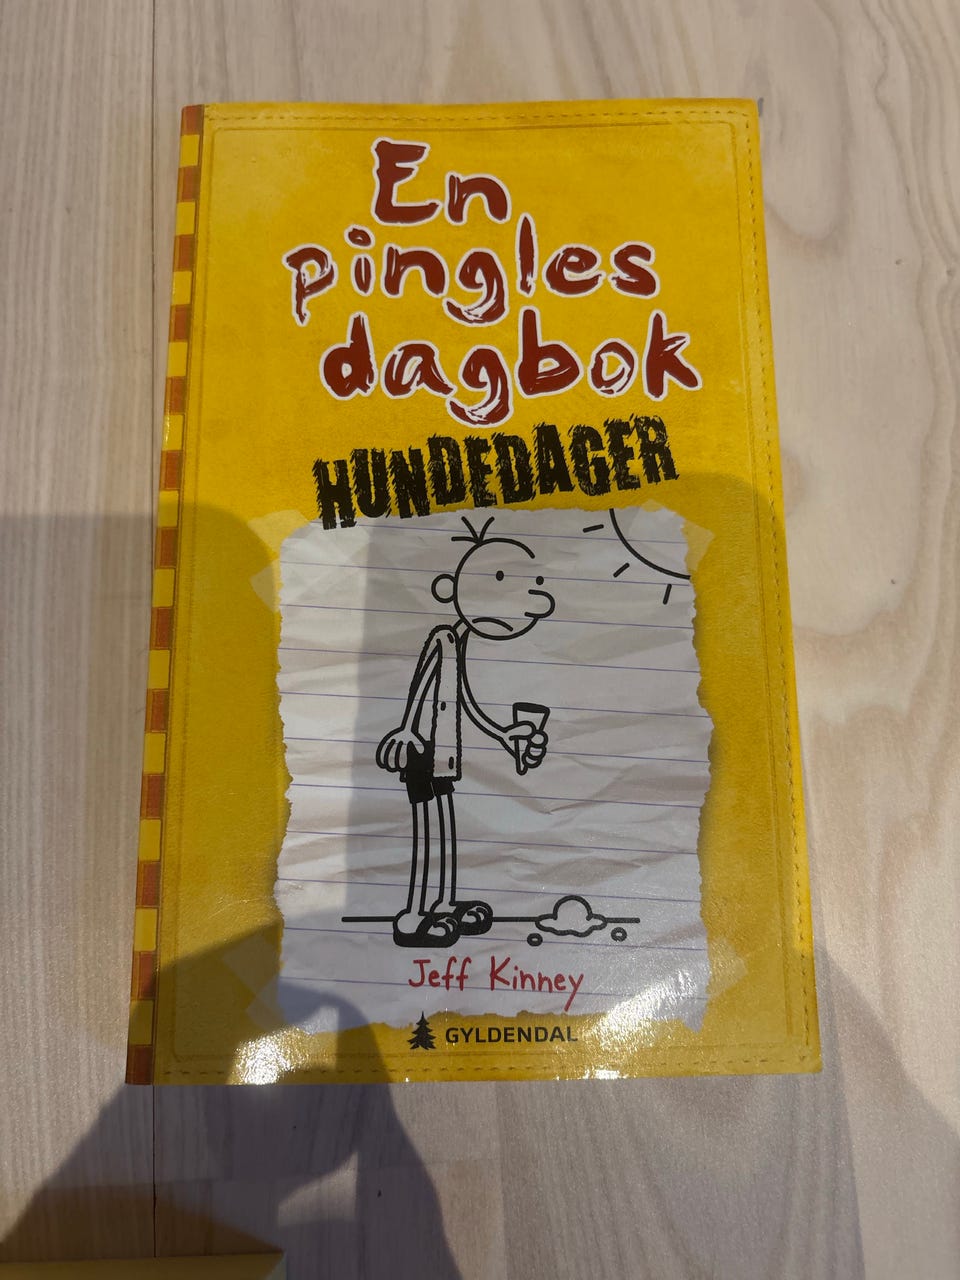 En
pingles
dagbok
HUNDEDAGER
Jeff Kinney
GYLDENDAL